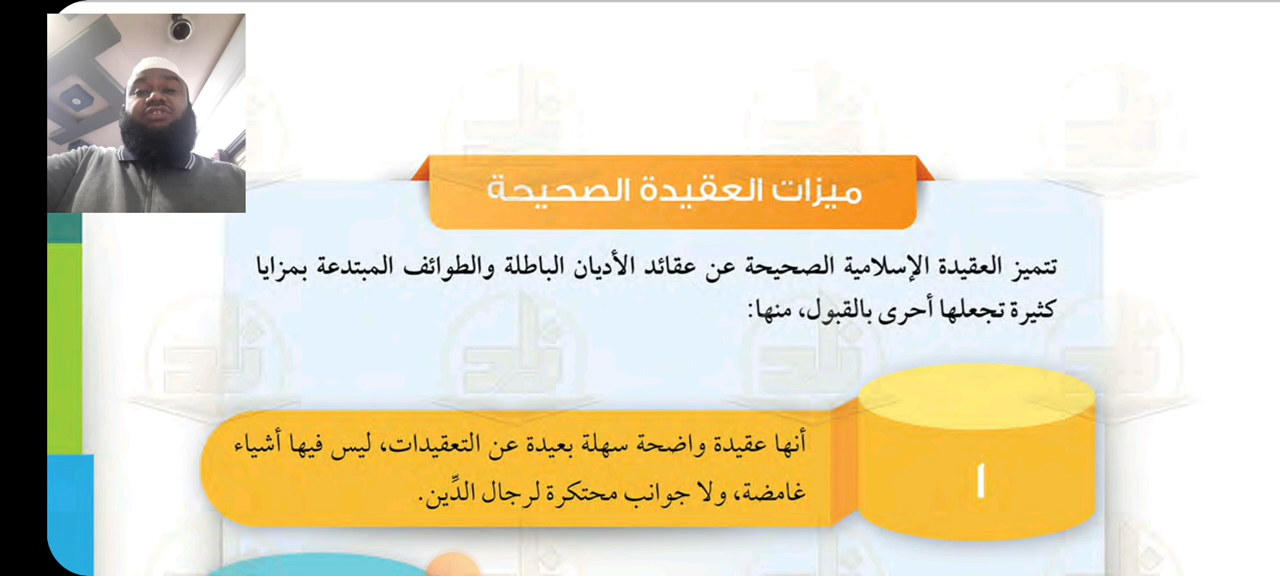 ميزات العقيدة الصحيحة
تتميز العقيدة الإسلامية الصحيحة عن عقائد الأديان الباطلة والطوائف المبتدعة بمزايا
كثيرة تجعلها أحرى بالقبول، منها:
أنها عقيدة واضحة سهلة بعيدة عن التعقيدات، ليس فيها أشياء
غامضة، ولا جوانب محتكرة لرجال الدِّين.
١
زاد